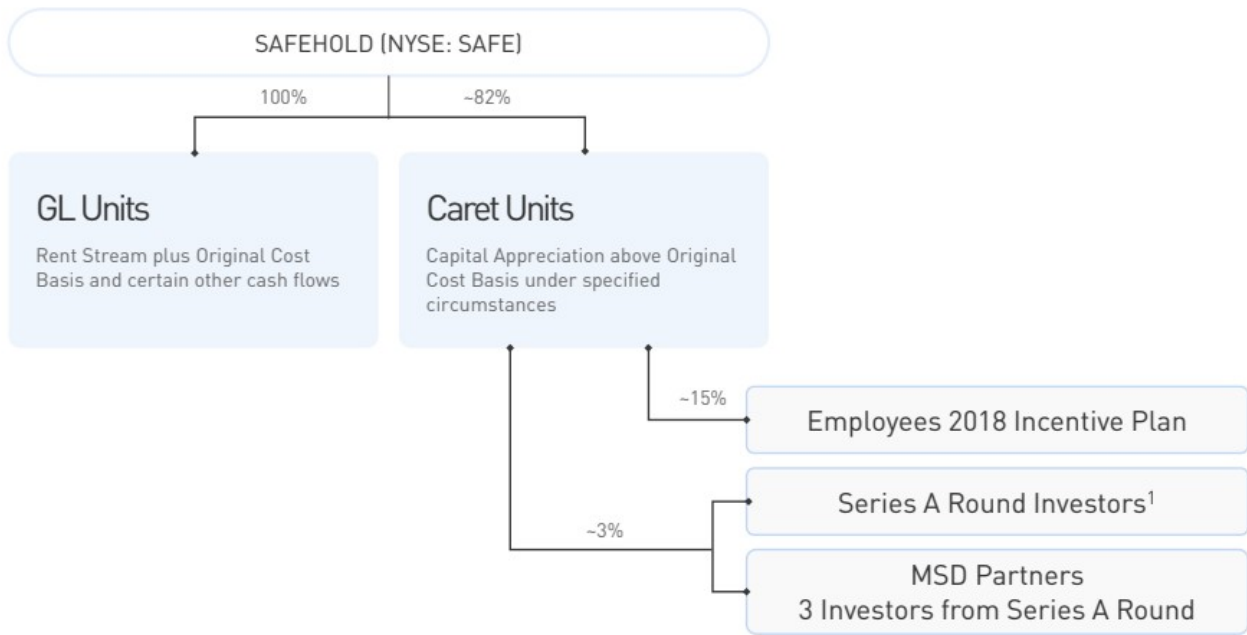 SAFEHOLD (NYSE: SAFE)
100%
~82%
GL Units
Rent Stream plus Original Cost
Basis and certain other cash flows
Caret Units
Capital Appreciation above Original
Cost Basis under specified
circumstances
~15%
Employees 2018 Incentive Plan
~3%
Series A Round Investors¹
MSD Partners
3 Investors from Series A Round